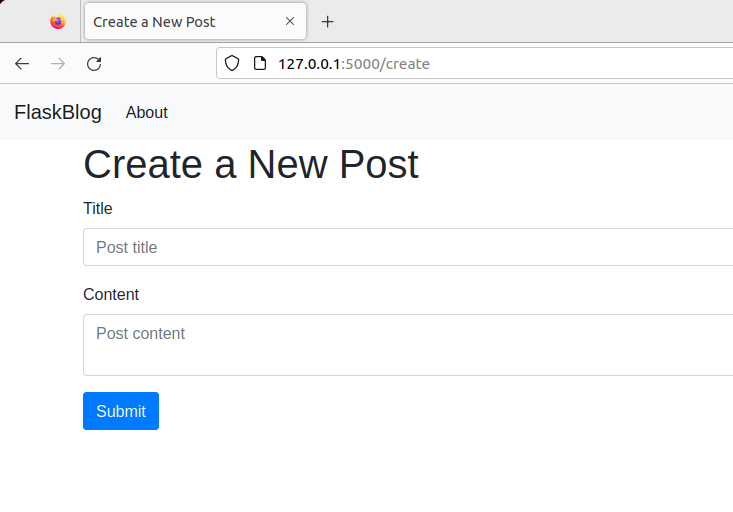 Create a New Post
127.0.0.1:5000/create
FlaskBlog About
Create a New Post
Title
Post title
Content
Post content
Submit